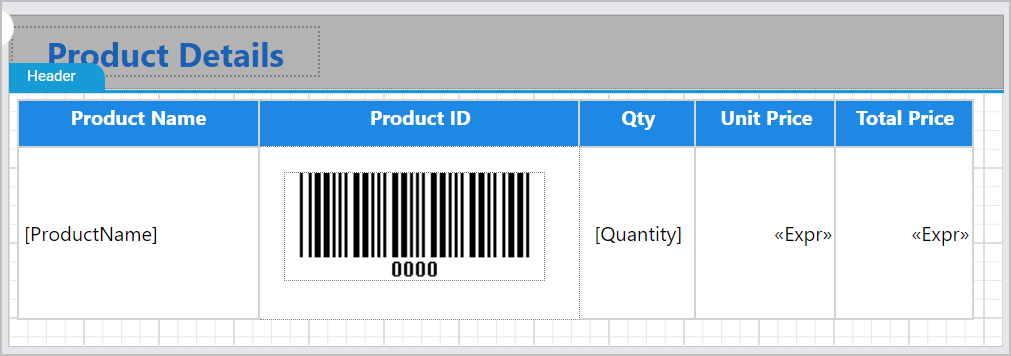 Product Details
Header
Product Name Product ID Qty Unit Price Total Price
[ProductName] [Quantity] «Expr» «Expr»
0000